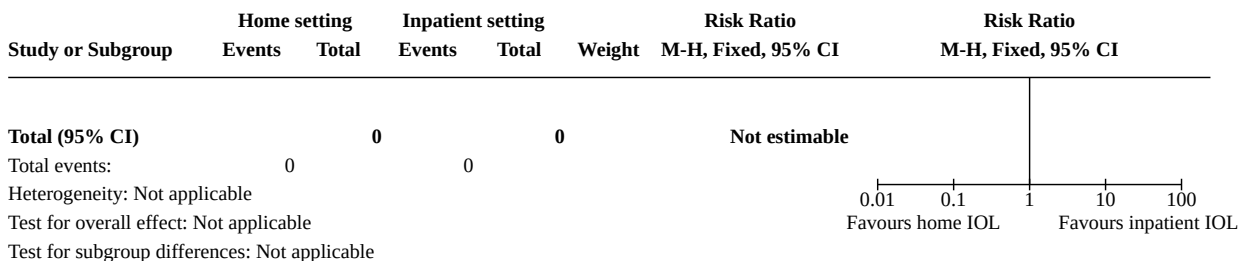 Home setting Inpatient setting Risk Ratio Risk Ratio
Study or Subgroup Events Total Events Total Weight M-H, Fixed, 95% CI M-H, Fixed, 95% CI
Total (95% CI) 0 0 Not estimable
Total events: 0 0
Heterogeneity: Not applicable
0.01 0.1 1 10 100
Test for overall effect: Not applicable Favours home IOL Favours inpatient IOL
Test for subgroup differences: Not applicable